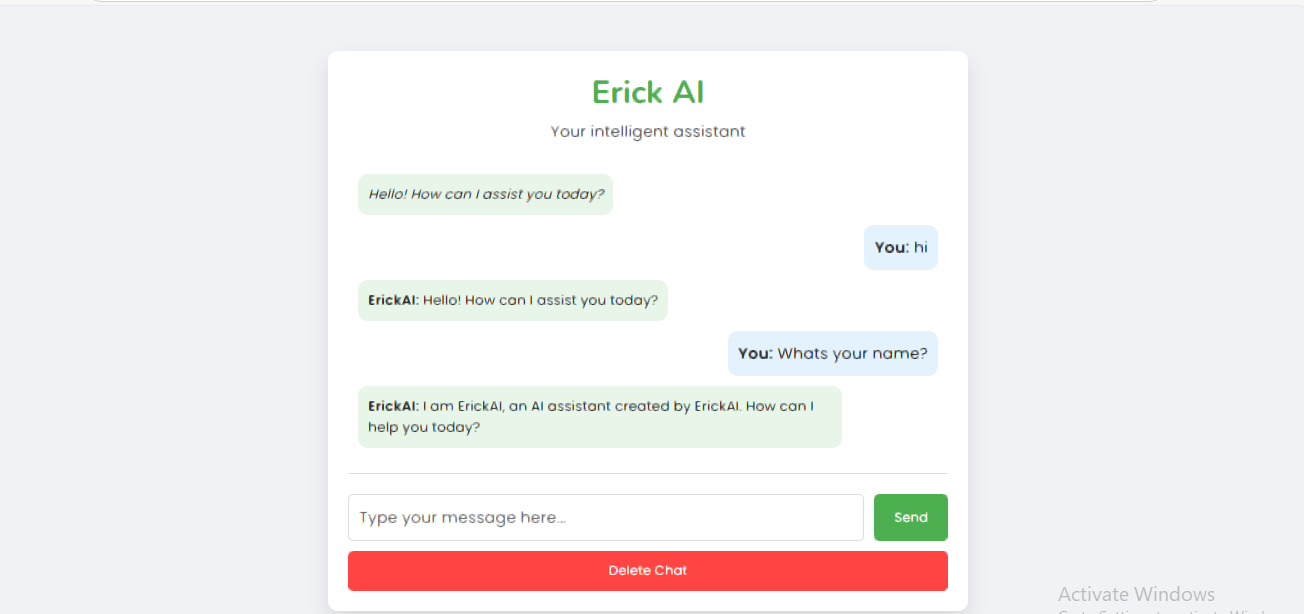 Erick AI
Your intelligent assistant
Hello! How can I assist you today?
You: hi
ErickAI: Hello! How can I assist you today?
You: Whats your name?
ErickAI: I am ErickAI, an AI assistant created by ErickAI. How can I
help you today?
Type your message here...
Send
Delete Chat
Activate Windows